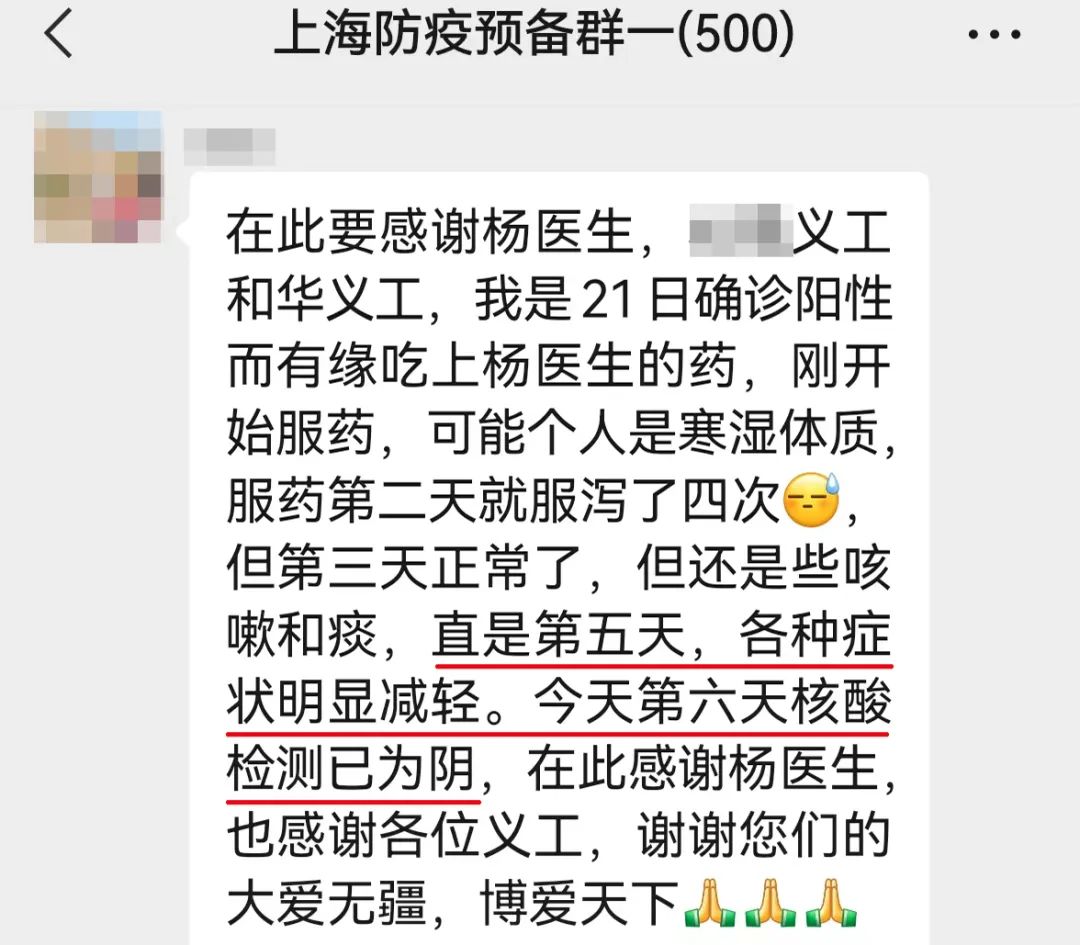 上海防疫预备群一(500)
在此要感谢杨医生，义工
和华义工，我是21日确诊阳性
而有缘吃上杨医生的药，刚开
始服药，可能个人是寒湿体质，
服药第二天就服泻了四次😓，
但第三天正常了，但还是些咳
嗽和痰，直是第五天，各种症
状明显减轻。今天第六天核酸
检测已为阴，在此感谢杨医生，
也感谢各位义工，谢谢您们的
大爱无疆，博爱天下🙏🙏🙏